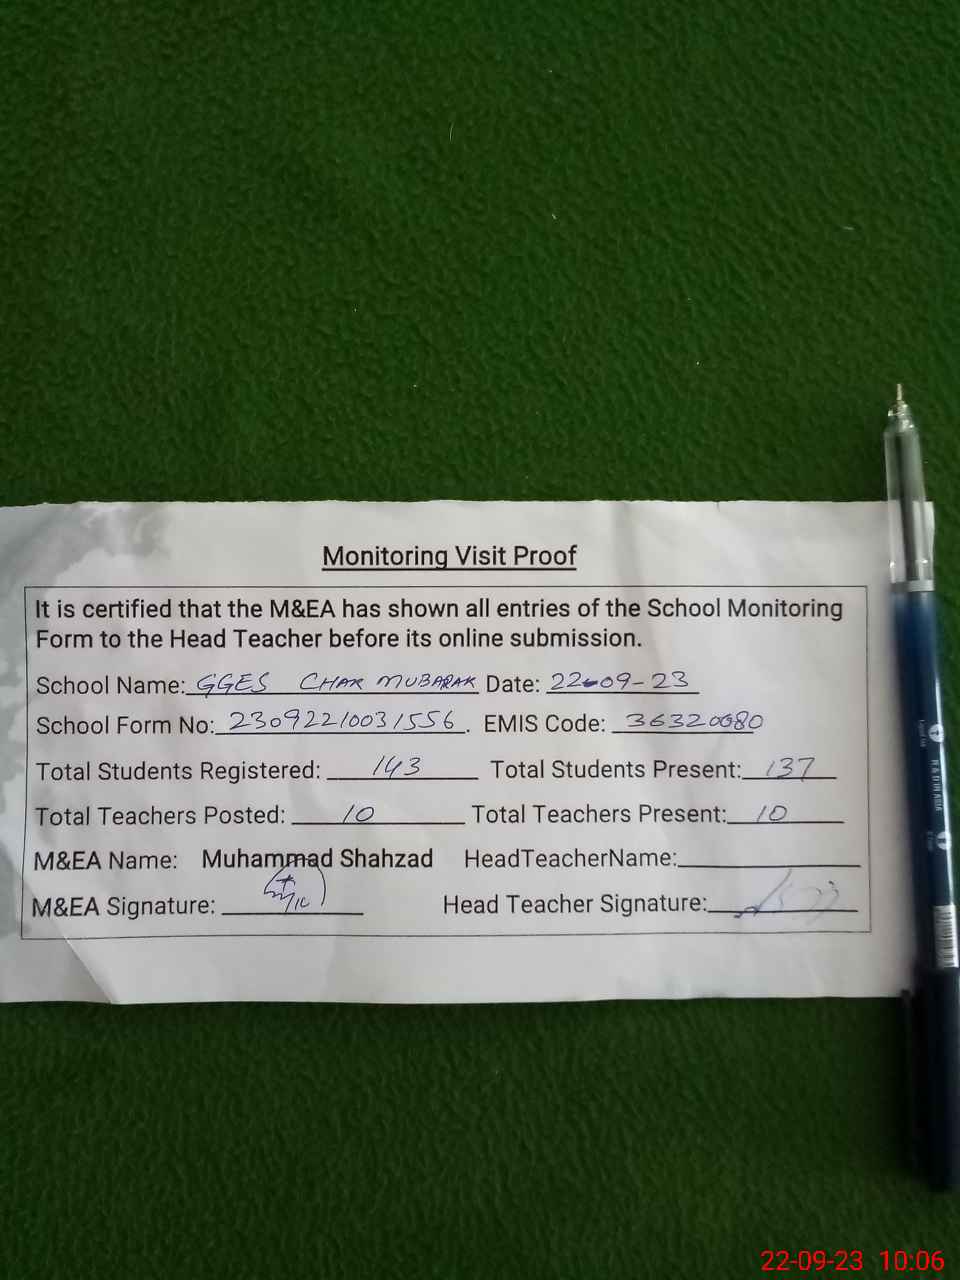 Monitoring Visit Proof
It is certified that the M&EA has shown all entries of the School Monitoring
Form to the Head Teacher before its online submission.
School Name: GGES CHAK MUBARAK Date: 22-09-23
School Form No: 23092210031556. EMIS Code: 36320080
Total Students Registered: 143 Total Students Present: 137
Total Teachers Posted: 10 Total Teachers Present: 10
M&EA Name: Muhammad Shahzad HeadTeacherName:
M&EA Signature: Head Teacher Signature:
22-09-23 10:06